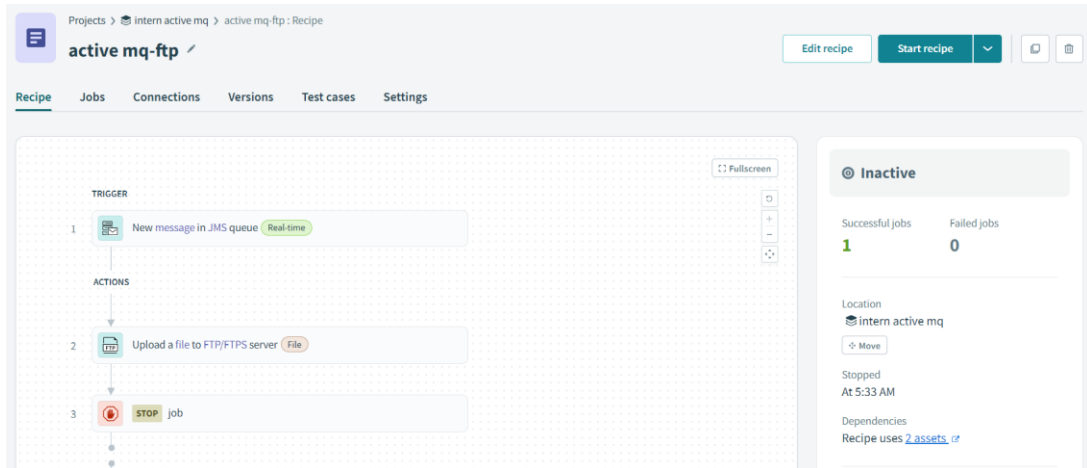 Projects > intern active mq > active mq-ftp : Recipe
active mq-ftp
Edit recipe
Start recipe
Recipe
Jobs
Connections
Versions
Test cases
Settings
Fullscreen
TRIGGER
1 New message in JMS queue Real-time
ACTIONS
2 Upload a file to FTP/FTPS server File
3 STOP job
Inactive
Successful jobs Failed jobs
1 0
Location
intern active mq
Move
Stopped
At 5:33 AM
Dependencies
Recipe uses 2 assets